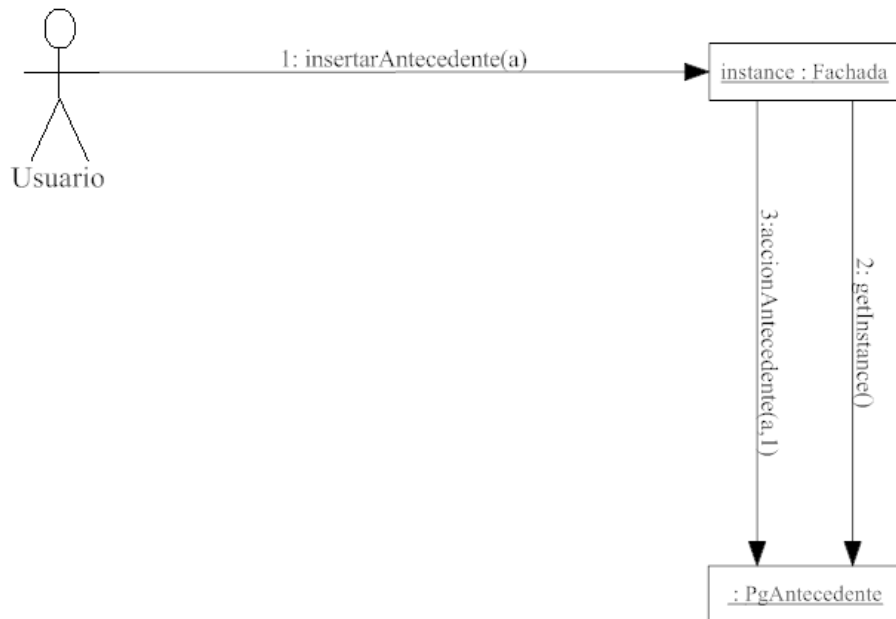 1: insertarAntecedente(a)
instance : Fachada
Usuario
3:accionAntecedente(a,1)
2: getInstance()
: PgAntecedente